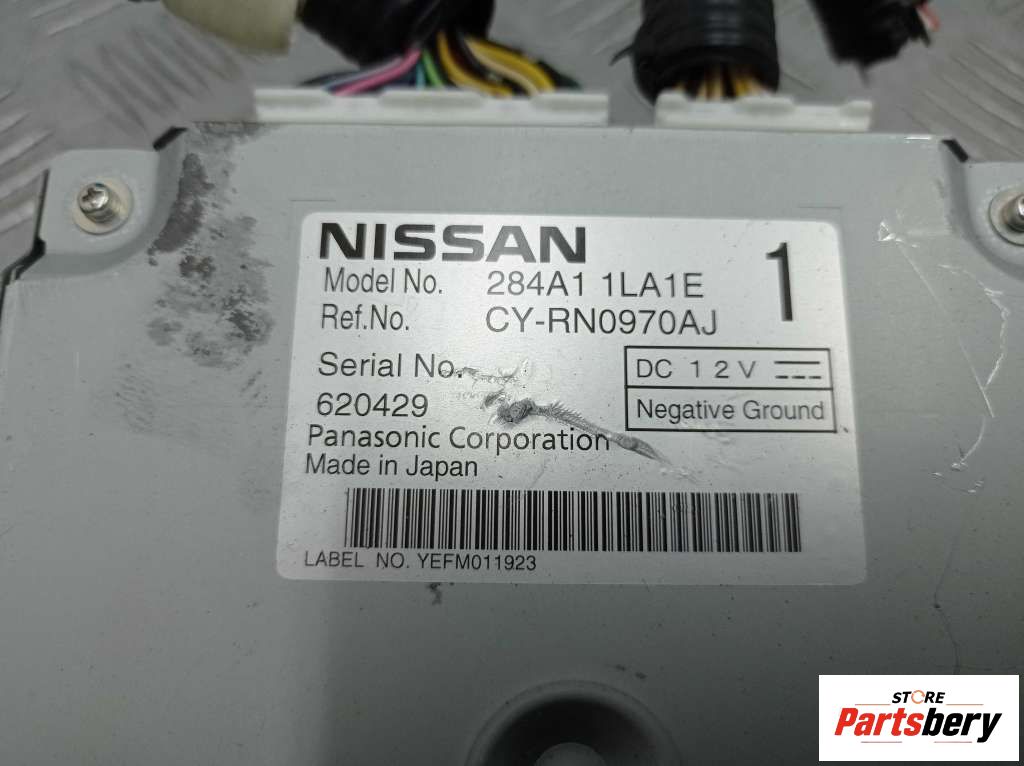 NISSAN
Model No. 284A1 1LA1E
1
Ref.No. CY-RN0970AJ
Serial No.
620429
DC 12V
Negative Ground
Panasonic Corporation
Made in Japan
LABEL NO. YEFM011923
STORE
Partsbery